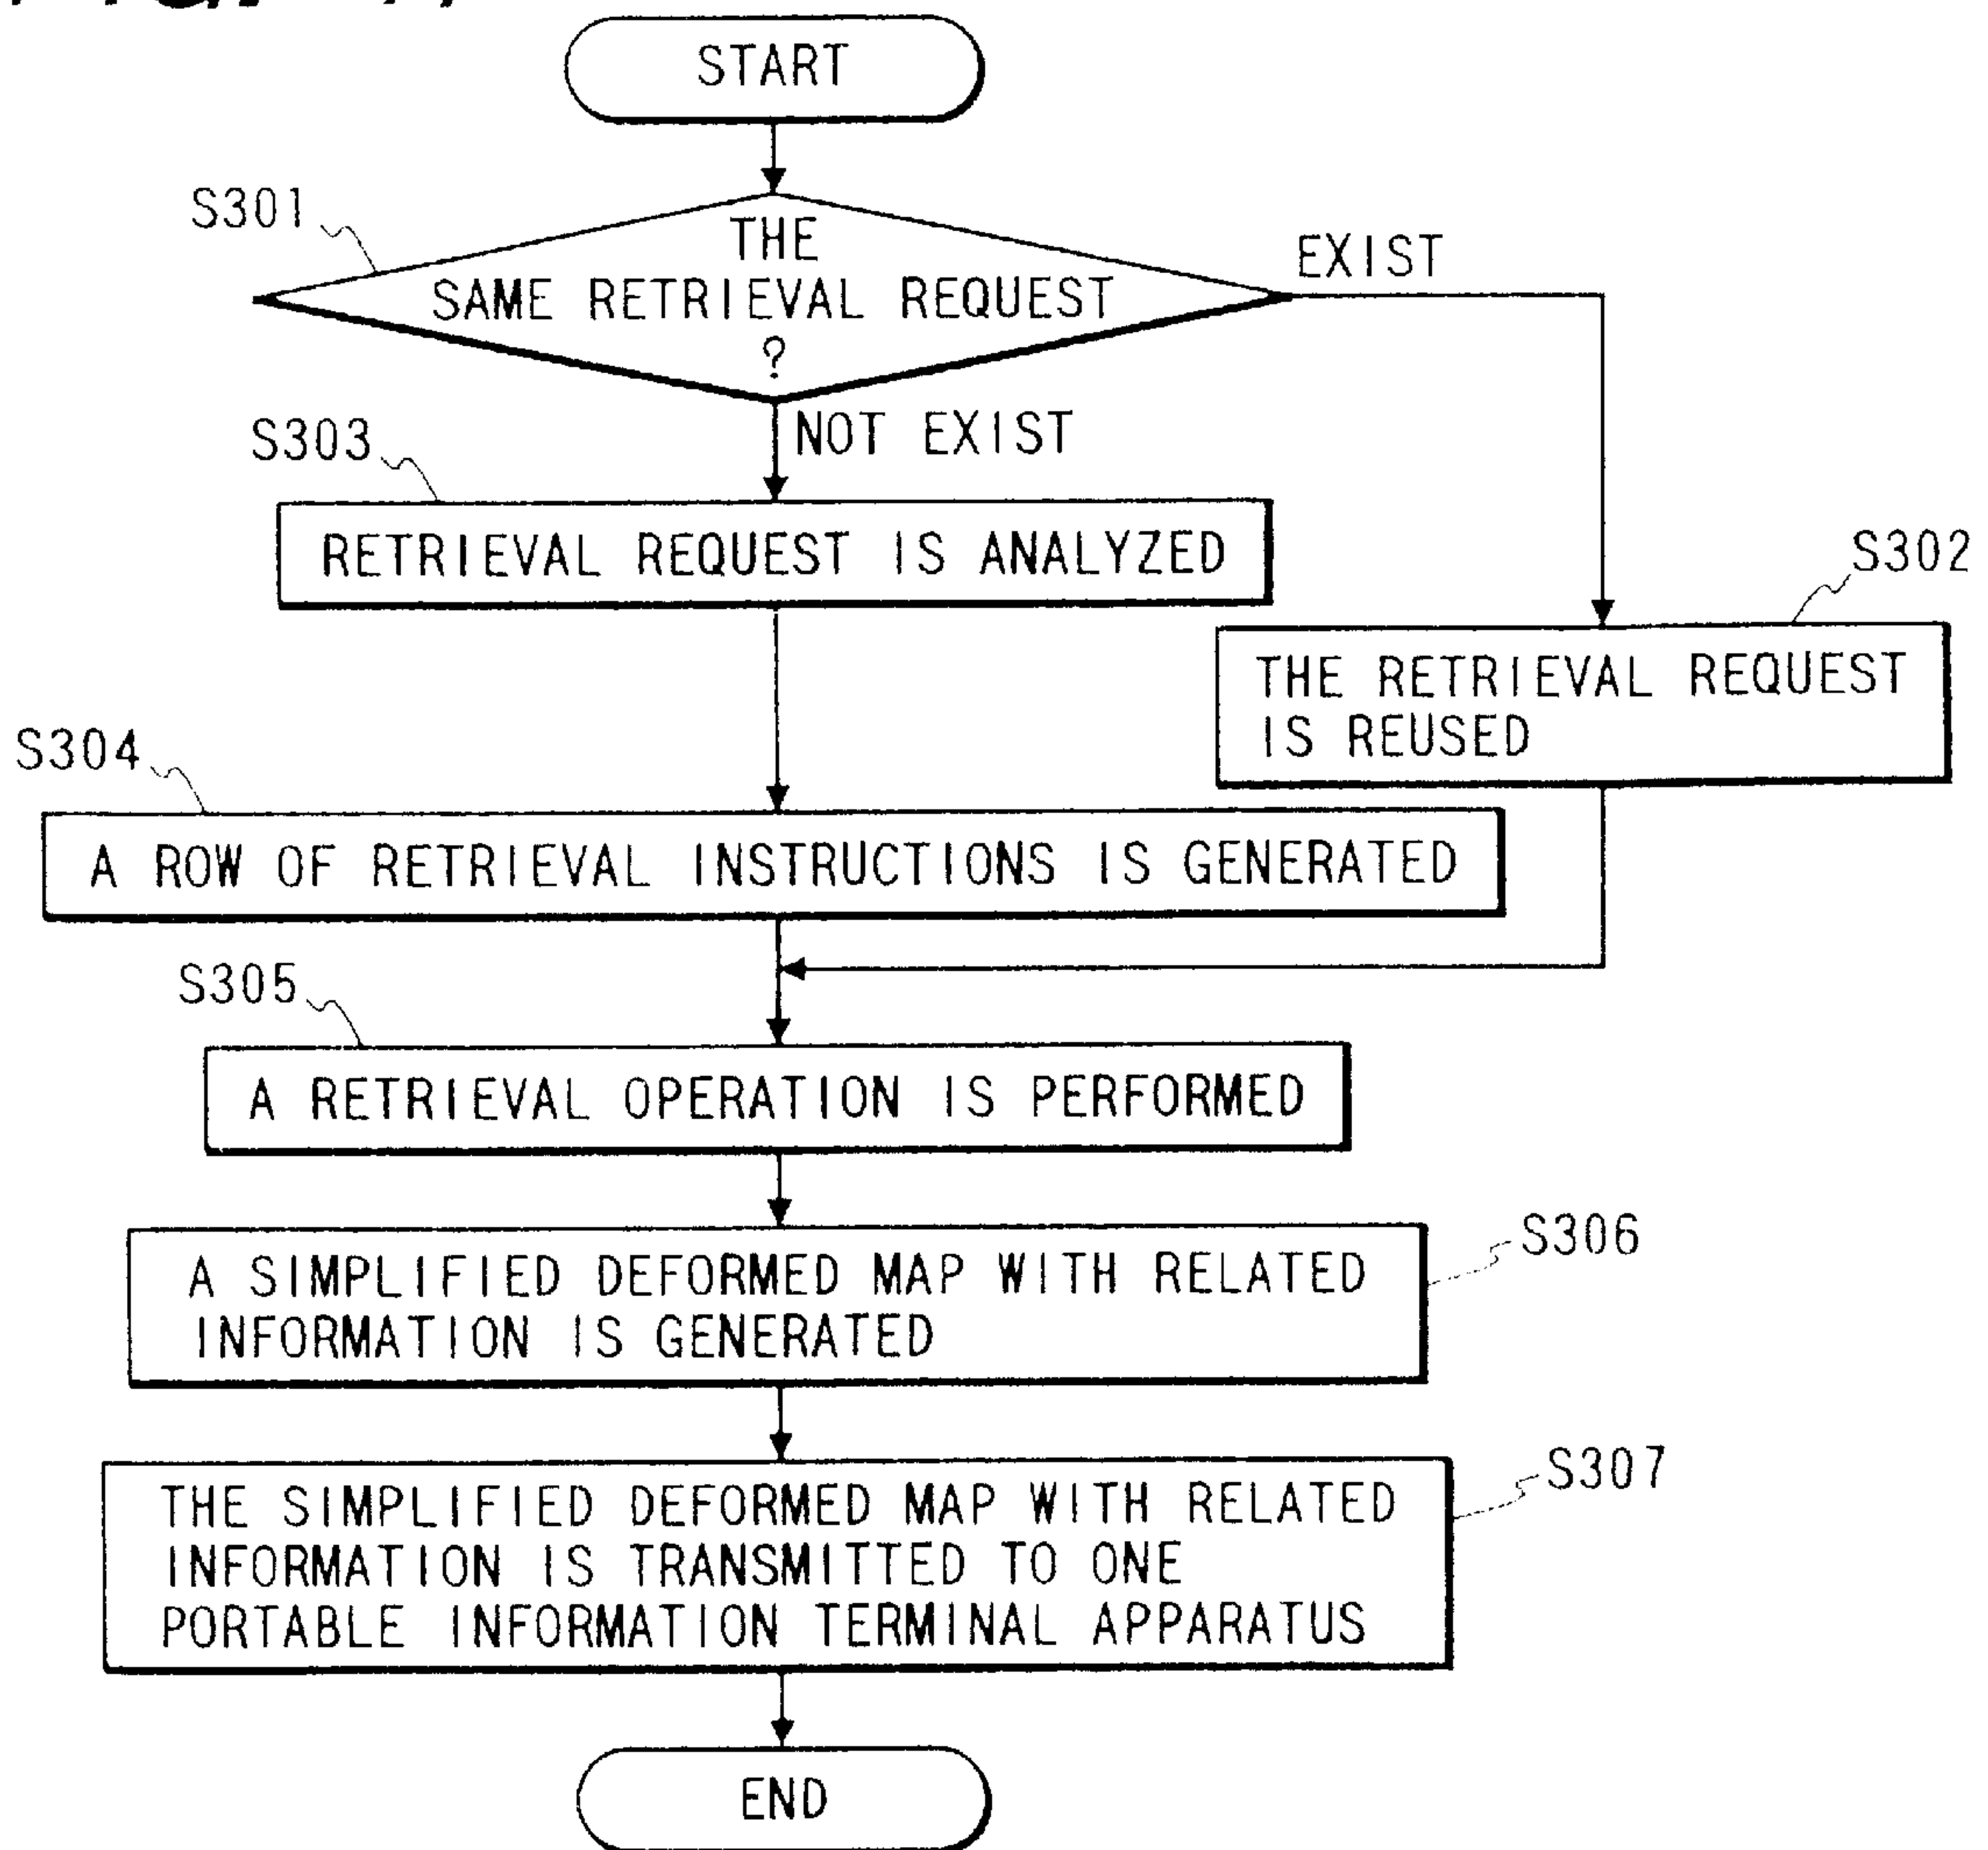 START
S301
THE
SAME RETRIEVAL REQUEST
?
EXIST
NOT EXIST
S303
RETRIEVAL REQUEST IS ANALYZED
S302
THE RETRIEVAL REQUEST
IS REUSED
S304
A ROW OF RETRIEVAL INSTRUCTIONS IS GENERATED
S305
A RETRIEVAL OPERATION IS PERFORMED
S306
A SIMPLIFIED DEFORMED MAP WITH RELATED
INFORMATION IS GENERATED
S307
THE SIMPLIFIED DEFORMED MAP WITH RELATED
INFORMATION IS TRANSMITTED TO ONE
PORTABLE INFORMATION TERMINAL APPARATUS
END